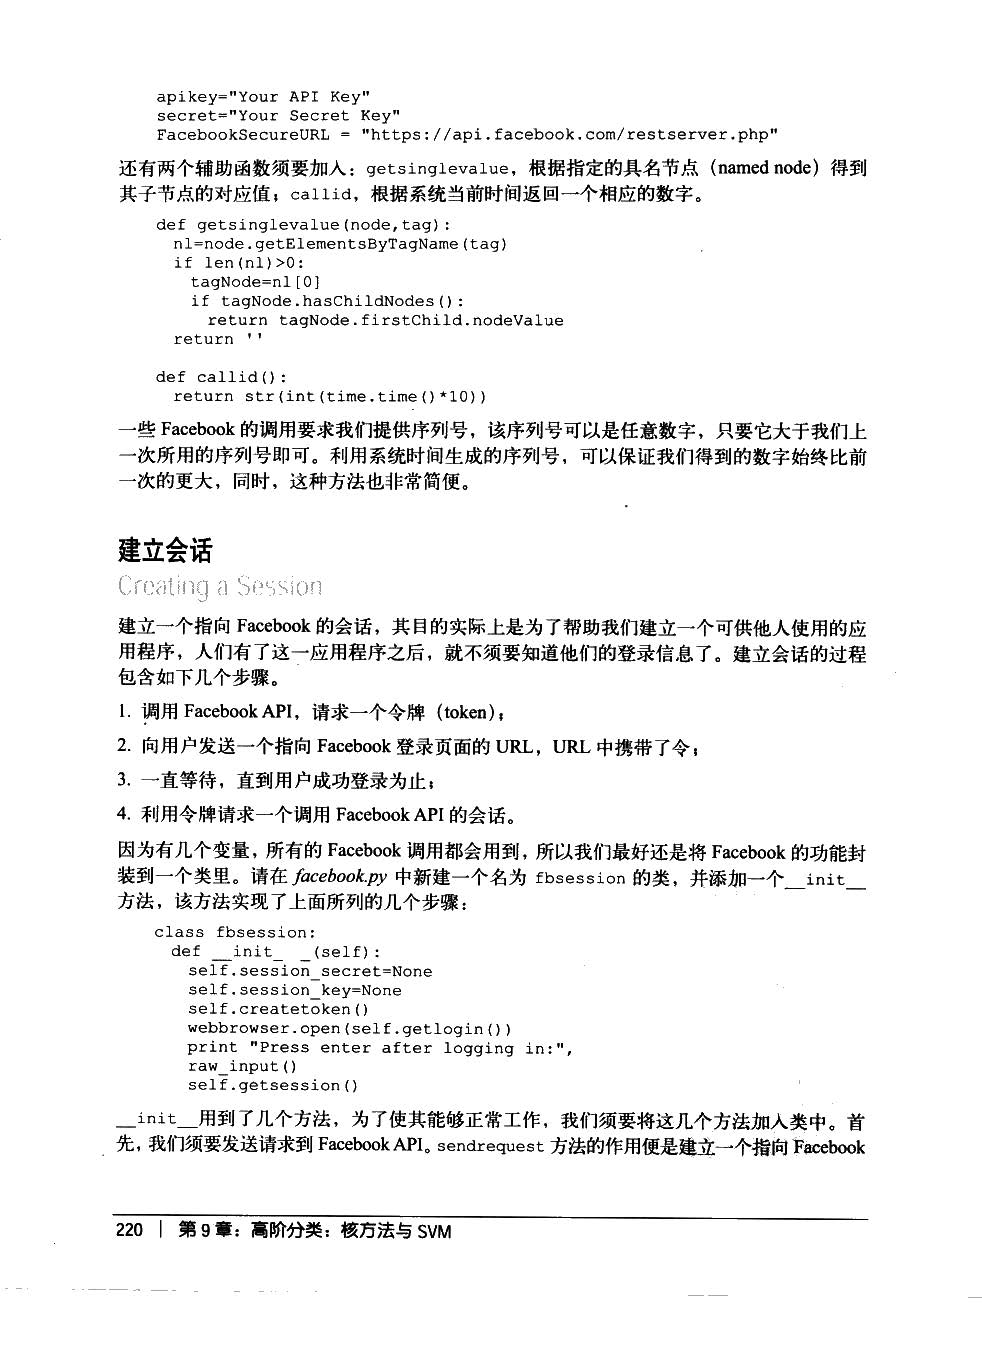 apikey="Your API Key"
secret="Your Secret Key"
FacebookSecureURL = "https://api.facebook.com/restserver.php"
还有两个辅助函数须要加入：getsinglevalue，根据指定的具名节点（named node）得到
其子节点的对应值；callid，根据系统当前时间返回一个相应的数字。
def getsinglevalue(node,tag):
  nl=node.getElementsByTagName(tag)
  if len(nl)>0:
    tagNode=nl[0]
    if tagNode.hasChildNodes():
      return tagNode.firstChild.nodeValue
  return ''
def callid():
  return str(int(time.time()*10))
一些 Facebook 的调用要求我们提供序列号，该序列号可以是任意数字，只要它大于我们上
一次所用的序列号即可。利用系统时间生成的序列号，可以保证我们得到的数字始终比前
一次的更大，同时，这种方法也非常简便。
建立会话
Creating a Session
建立一个指向 Facebook 的会话，其目的实际上是为了帮助我们建立一个可供他人使用的应
用程序，人们有了这一应用程序之后，就不须要知道他们的登录信息了。建立会话的过程
包含如下几个步骤。
1. 调用 Facebook API，请求一个令牌（token）；
2. 向用户发送一个指向 Facebook 登录页面的 URL，URL 中携带了令；
3. 一直等待，直到用户成功登录为止；
4. 利用令牌请求一个调用 Facebook API 的会话。
因为有几个变量，所有的 Facebook 调用都会用到，所以我们最好还是将 Facebook 的功能封
装到一个类里。请在 facebook.py 中新建一个名为 fbsession 的类，并添加一个__init__
方法，该方法实现了上面所列的几个步骤：
class fbsession:
  def __init_ _(self):
    self.session_secret=None
    self.session_key=None
    self.createtoken()
    webbrowser.open(self.getlogin())
    print "Press enter after logging in:",
    raw_input()
    self.getsession()
__init__用到了几个方法，为了使其能够正常工作，我们须要将这几个方法加入类中。首
先，我们须要发送请求到 Facebook API。sendrequest 方法的作用便是建立一个指向 Facebook
220 | 第 9 章：高阶分类：核方法与 SVM